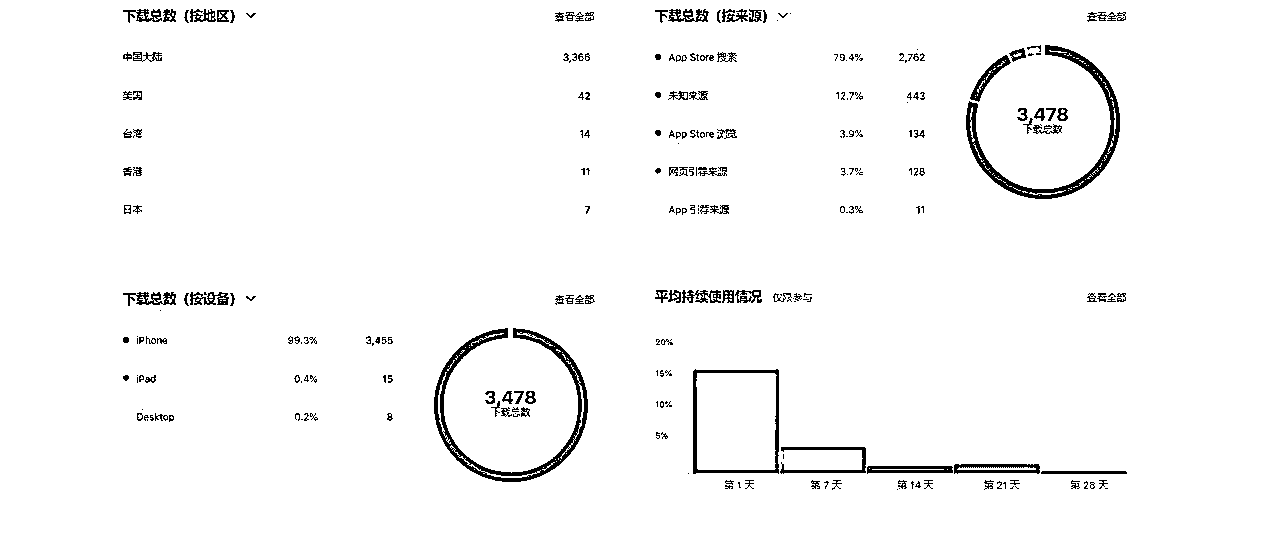 下载总数（按地区）
查看全部
中国大陆 3,366
美国 42
台湾 14
香港 11
日本 7
下载总数（按来源）
查看全部
App Store 搜索 79.4% 2,762
未知来源 12.7% 443
App Store 浏览 3.9% 134
网页引荐来源 3.7% 128
App 引荐来源 0.3% 11
3,478
下载总数
下载总数（按设备）
查看全部
iPhone 99.3% 3,455
iPad 0.4% 15
Desktop 0.2% 8
3,478
下载总数
平均持续使用情况 仅限参与
查看全部
20%
15%
10%
5%
第 1 天 第 7 天 第 14 天 第 21 天 第 28 天